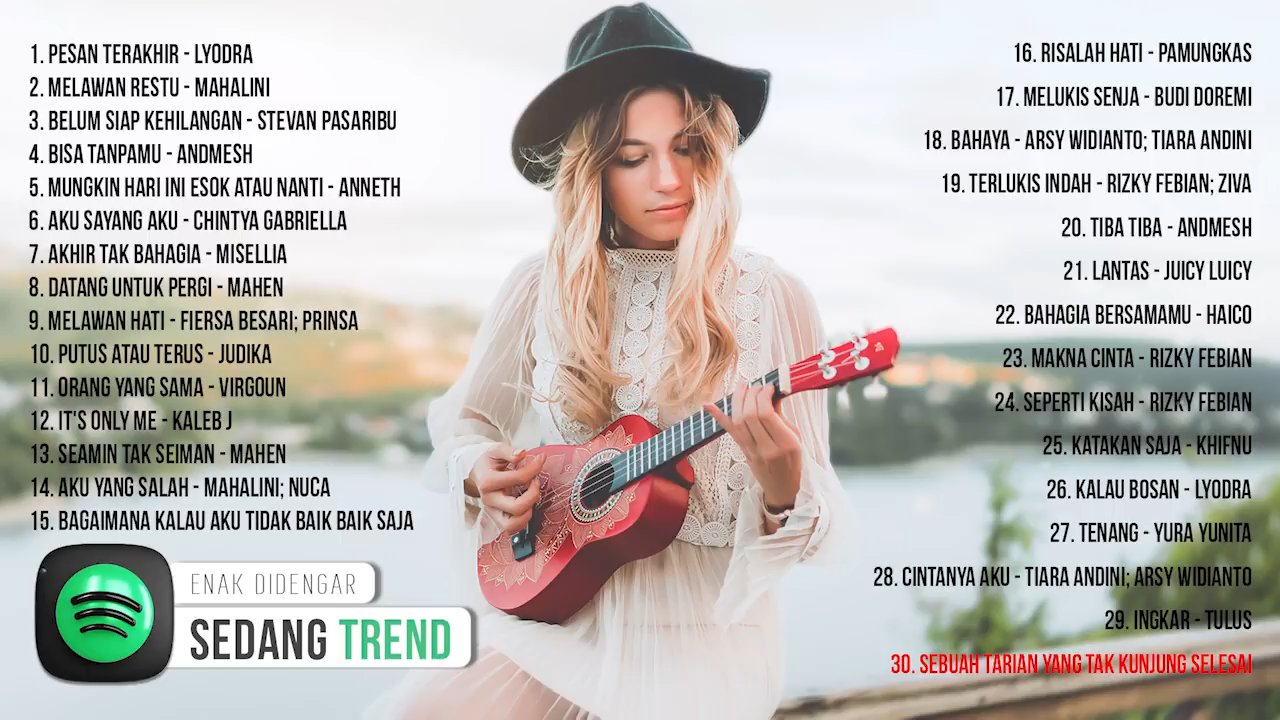 1. PESAN TERAKHIR - LYODRA
2. MELAWAN RESTU - MAHALINI
3. BELUM SIAP KEHILANGAN - STEVAN PASARIBU
4. BISA TANPAMU - ANDMESH
5. MUNGKIN HARI INI ESOK ATAU NANTI - ANNETH
6. AKU SAYANG AKU - CHINTYA GABRIELLA
7. AKHIR TAK BAHAGIA - MISELLIA
8. DATANG UNTUK PERGI - MAHEN
9. MELAWAN HATI - FIERSA BESARI; PRINSA
10. PUTUS ATAU TERUS - JUDIKA
11. ORANG YANG SAMA - VIRGOUN
12. IT'S ONLY ME - KALEB J
13. SEAMIN TAK SEIMAN - MAHEN
14. AKU YANG SALAH - MAHALINI; NUCA
15. BAGAIMANA KALAU AKU TIDAK BAIK BAIK SAJA
ENAK DIDENGAR
SEDANG TREND
16. RISALAH HATI - PAMUNGKAS
17. MELUKIS SENJA - BUDI DOREMI
18. BAHAYA - ARSY WIDIANTO; TIARA ANDINI
19. TERLUKIS INDAH - RIZKY FEBIAN; ZIVA
20. TIBA TIBA - ANDMESH
21. LANTAS - JUICY LUICY
22. BAHAGIA BERSAMAMU - HAICO
23. MAKNA CINTA - RIZKY FEBIAN
24. SEPERTI KISAH - RIZKY FEBIAN
25. KATAKAN SAJA - KHIFNU
26. KALAU BOSAN - LYODRA
27. TENANG - YURA YUNITA
28. CINTANYA AKU - TIARA ANDINI; ARSY WIDIANTO
29. INGKAR - TULUS
30. SEBUAH TARIAN YANG TAK KUNJUNG SELESAI